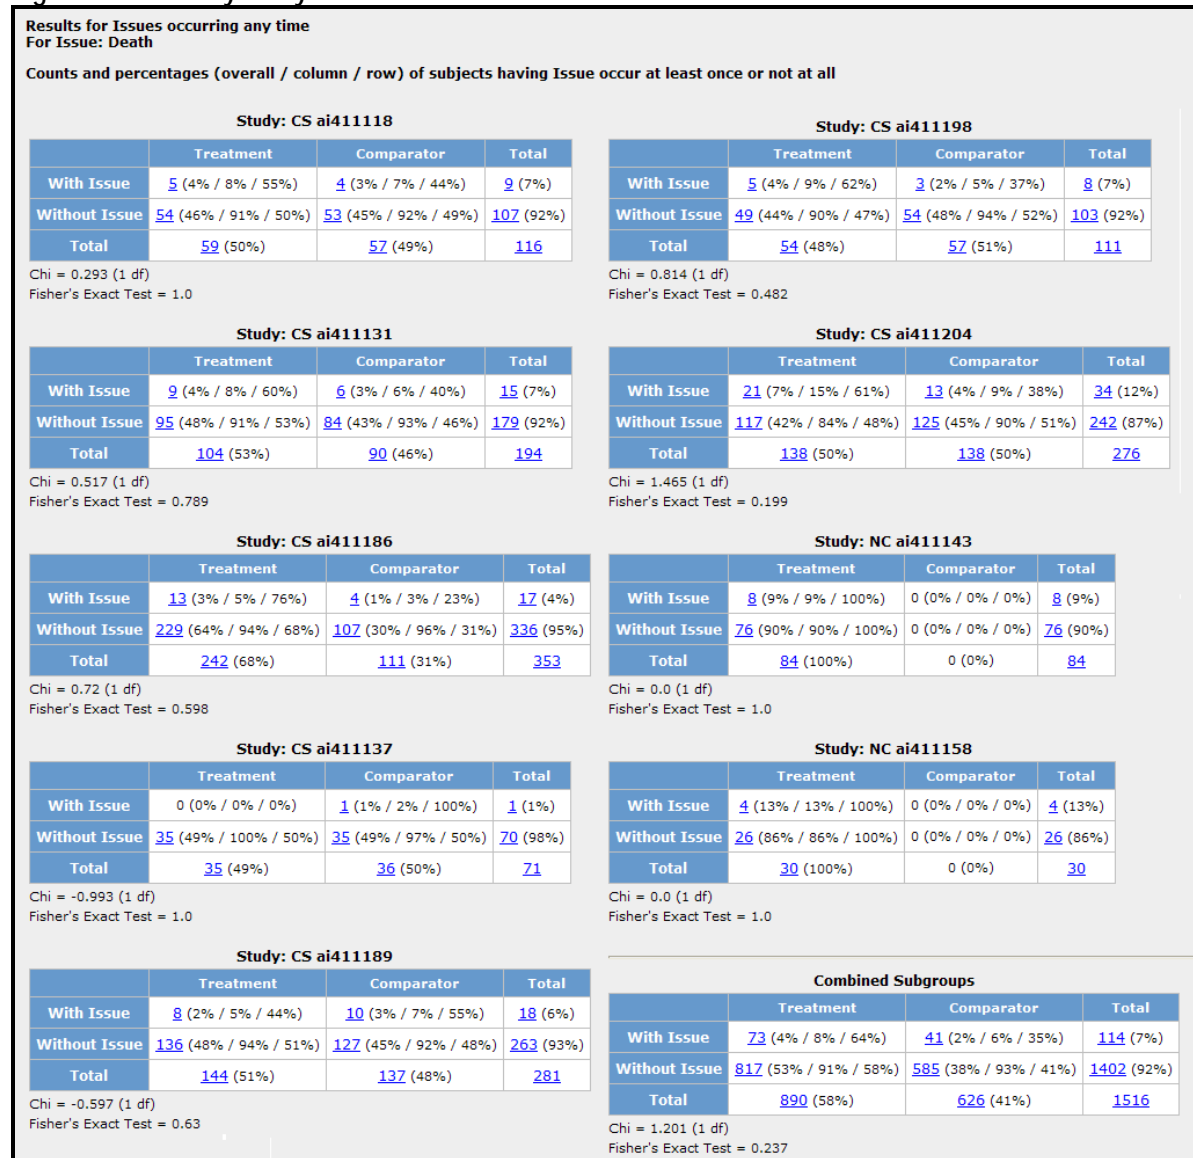 Results for Issues occurring any time
For Issue: Death
Counts and percentages (overall / column / row) of subjects having Issue occur at least once or not at all
Study: CS ai411118
Treatment Comparator Total
With Issue 5 (4% / 8% / 55%) 4 (3% / 7% / 44%) 9 (7%)
Without Issue 54 (46% / 91% / 50%) 53 (45% / 92% / 49%) 107 (92%)
Total 59 (50%) 57 (49%) 116
Chi = 0.293 (1 df)
Fisher's Exact Test = 1.0
Study: CS ai411198
Treatment Comparator Total
With Issue 5 (4% / 9% / 62%) 3 (2% / 5% / 37%) 8 (7%)
Without Issue 49 (44% / 90% / 47%) 54 (48% / 94% / 52%) 103 (92%)
Total 54 (48%) 57 (51%) 111
Chi = 0.814 (1 df)
Fisher's Exact Test = 0.482
Study: CS ai411131
Treatment Comparator Total
With Issue 9 (4% / 8% / 60%) 6 (3% / 6% / 40%) 15 (7%)
Without Issue 95 (48% / 91% / 53%) 84 (43% / 93% / 46%) 179 (92%)
Total 104 (53%) 90 (46%) 194
Chi = 0.517 (1 df)
Fisher's Exact Test = 0.789
Study: CS ai411204
Treatment Comparator Total
With Issue 21 (7% / 15% / 61%) 13 (4% / 9% / 38%) 34 (12%)
Without Issue 117 (42% / 84% / 48%) 125 (45% / 90% / 51%) 242 (87%)
Total 138 (50%) 138 (50%) 276
Chi = 1.465 (1 df)
Fisher's Exact Test = 0.199
Study: CS ai411186
Treatment Comparator Total
With Issue 13 (3% / 5% / 76%) 4 (1% / 3% / 23%) 17 (4%)
Without Issue 229 (64% / 94% / 68%) 107 (30% / 96% / 31%) 336 (95%)
Total 242 (68%) 111 (31%) 353
Chi = 0.72 (1 df)
Fisher's Exact Test = 0.598
Study: NC ai411143
Treatment Comparator Total
With Issue 8 (9% / 9% / 100%) 0 (0% / 0% / 0%) 8 (9%)
Without Issue 76 (90% / 90% / 100%) 0 (0% / 0% / 0%) 76 (90%)
Total 84 (100%) 0 (0%) 84
Chi = 0.0 (1 df)
Fisher's Exact Test = 1.0
Study: CS ai411137
Treatment Comparator Total
With Issue 0 (0% / 0% / 0%) 1 (1% / 2% / 100%) 1 (1%)
Without Issue 35 (49% / 100% / 50%) 35 (49% / 97% / 50%) 70 (98%)
Total 35 (49%) 36 (50%) 71
Chi = -0.993 (1 df)
Fisher's Exact Test = 1.0
Study: NC ai411158
Treatment Comparator Total
With Issue 4 (13% / 13% / 100%) 0 (0% / 0% / 0%) 4 (13%)
Without Issue 26 (86% / 86% / 100%) 0 (0% / 0% / 0%) 26 (86%)
Total 30 (100%) 0 (0%) 30
Chi = 0.0 (1 df)
Fisher's Exact Test = 1.0
Study: CS ai411189
Treatment Comparator Total
With Issue 8 (2% / 5% / 44%) 10 (3% / 7% / 55%) 18 (6%)
Without Issue 136 (48% / 94% / 51%) 127 (45% / 92% / 48%) 263 (93%)
Total 144 (51%) 137 (48%) 281
Chi = -0.597 (1 df)
Fisher's Exact Test = 0.63
Combined Subgroups
Treatment Comparator Total
With Issue 73 (4% / 8% / 64%) 41 (2% / 6% / 35%) 114 (7%)
Without Issue 817 (53% / 91% / 58%) 585 (38% / 93% / 41%) 1402 (92%)
Total 890 (58%) 626 (41%) 1516
Chi = 1.201 (1 df)
Fisher's Exact Test = 0.237